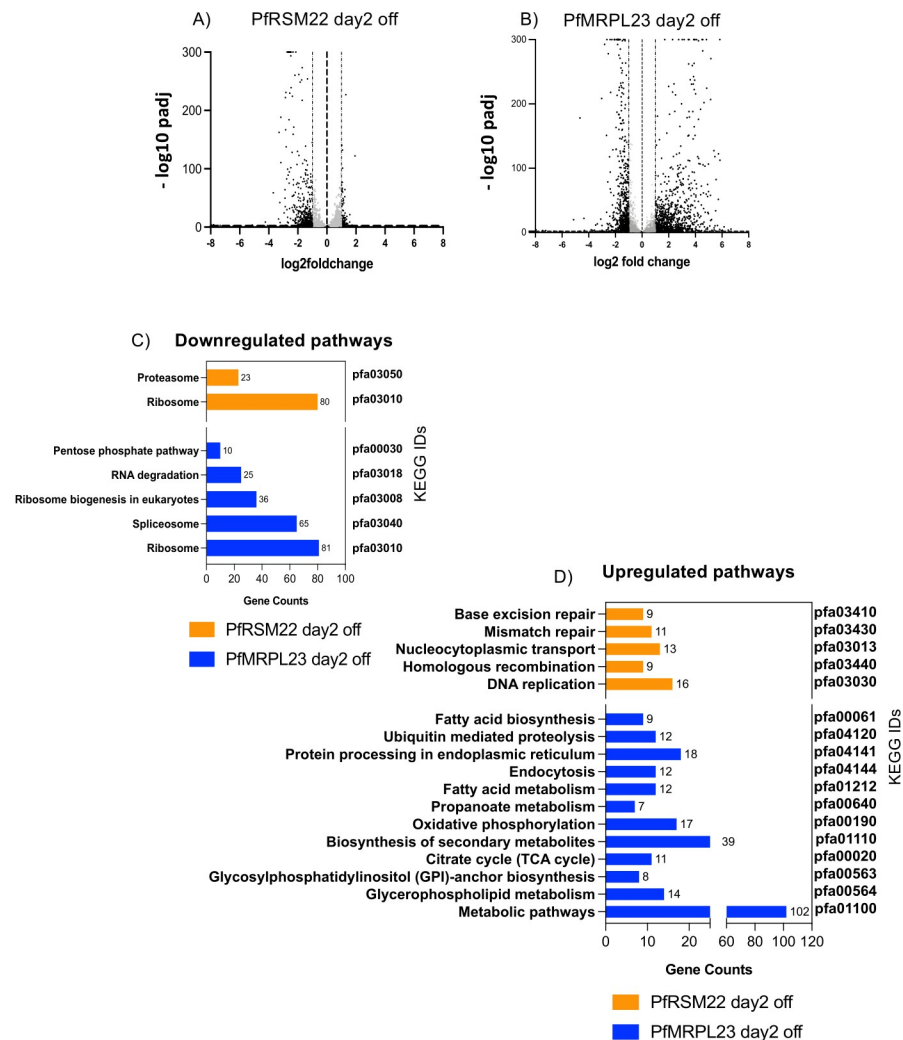 A) PfRSM22 day2 off
300
200
100
0
-8 -6 -4 -2 0 2 4 6 8
- log10 padj
log2foldchange
B) PfMRPL23 day2 off
300
200
100
0
-8 -6 -4 -2 0 2 4 6 8
- log10 padj
log2 fold change
C) Downregulated pathways
Proteasome 23 pfa03050
Ribosome 80 pfa03010
Pentose phosphate pathway 10 pfa00030
RNA degradation 25 pfa03018
Ribosome biogenesis in eukaryotes 36 pfa03008
Spliceosome 65 pfa03040
Ribosome 81 pfa03010
0 20 40 60 80 100
Gene Counts
KEGG IDs
PfRSM22 day2 off
PfMRPL23 day2 off
D) Upregulated pathways
Base excision repair 9 pfa03410
Mismatch repair 11 pfa03430
Nucleocytoplasmic transport 13 pfa03013
Homologous recombination 9 pfa03440
DNA replication 16 pfa03030
Fatty acid biosynthesis 9 pfa00061
Ubiquitin mediated proteolysis 12 pfa04120
Protein processing in endoplasmic reticulum 18 pfa04141
Endocytosis 12 pfa04144
Fatty acid metabolism 12 pfa01212
Propanoate metabolism 7 pfa00640
Oxidative phosphorylation 17 pfa00190
Biosynthesis of secondary metabolites 39 pfa01110
Citrate cycle (TCA cycle) 11 pfa00020
Glycosylphosphatidylinositol (GPI)-anchor biosynthesis 8 pfa00563
Glycerophospholipid metabolism 14 pfa00564
Metabolic pathways 102 pfa01100
0 10 20 60 80 100 120
Gene Counts
KEGG IDs
PfRSM22 day2 off
PfMRPL23 day2 off